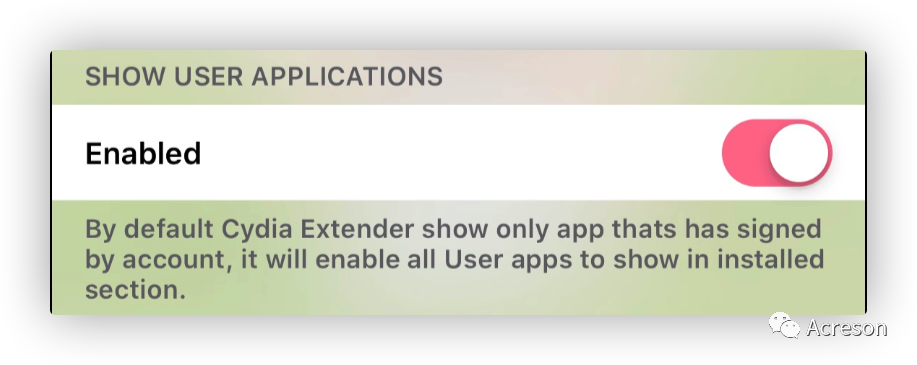 SHOW USER APPLICATIONS
Enabled
By default Cydia Extender show only app thats has signed
by account, it will enable all User apps to show in installed
section.
Acreson